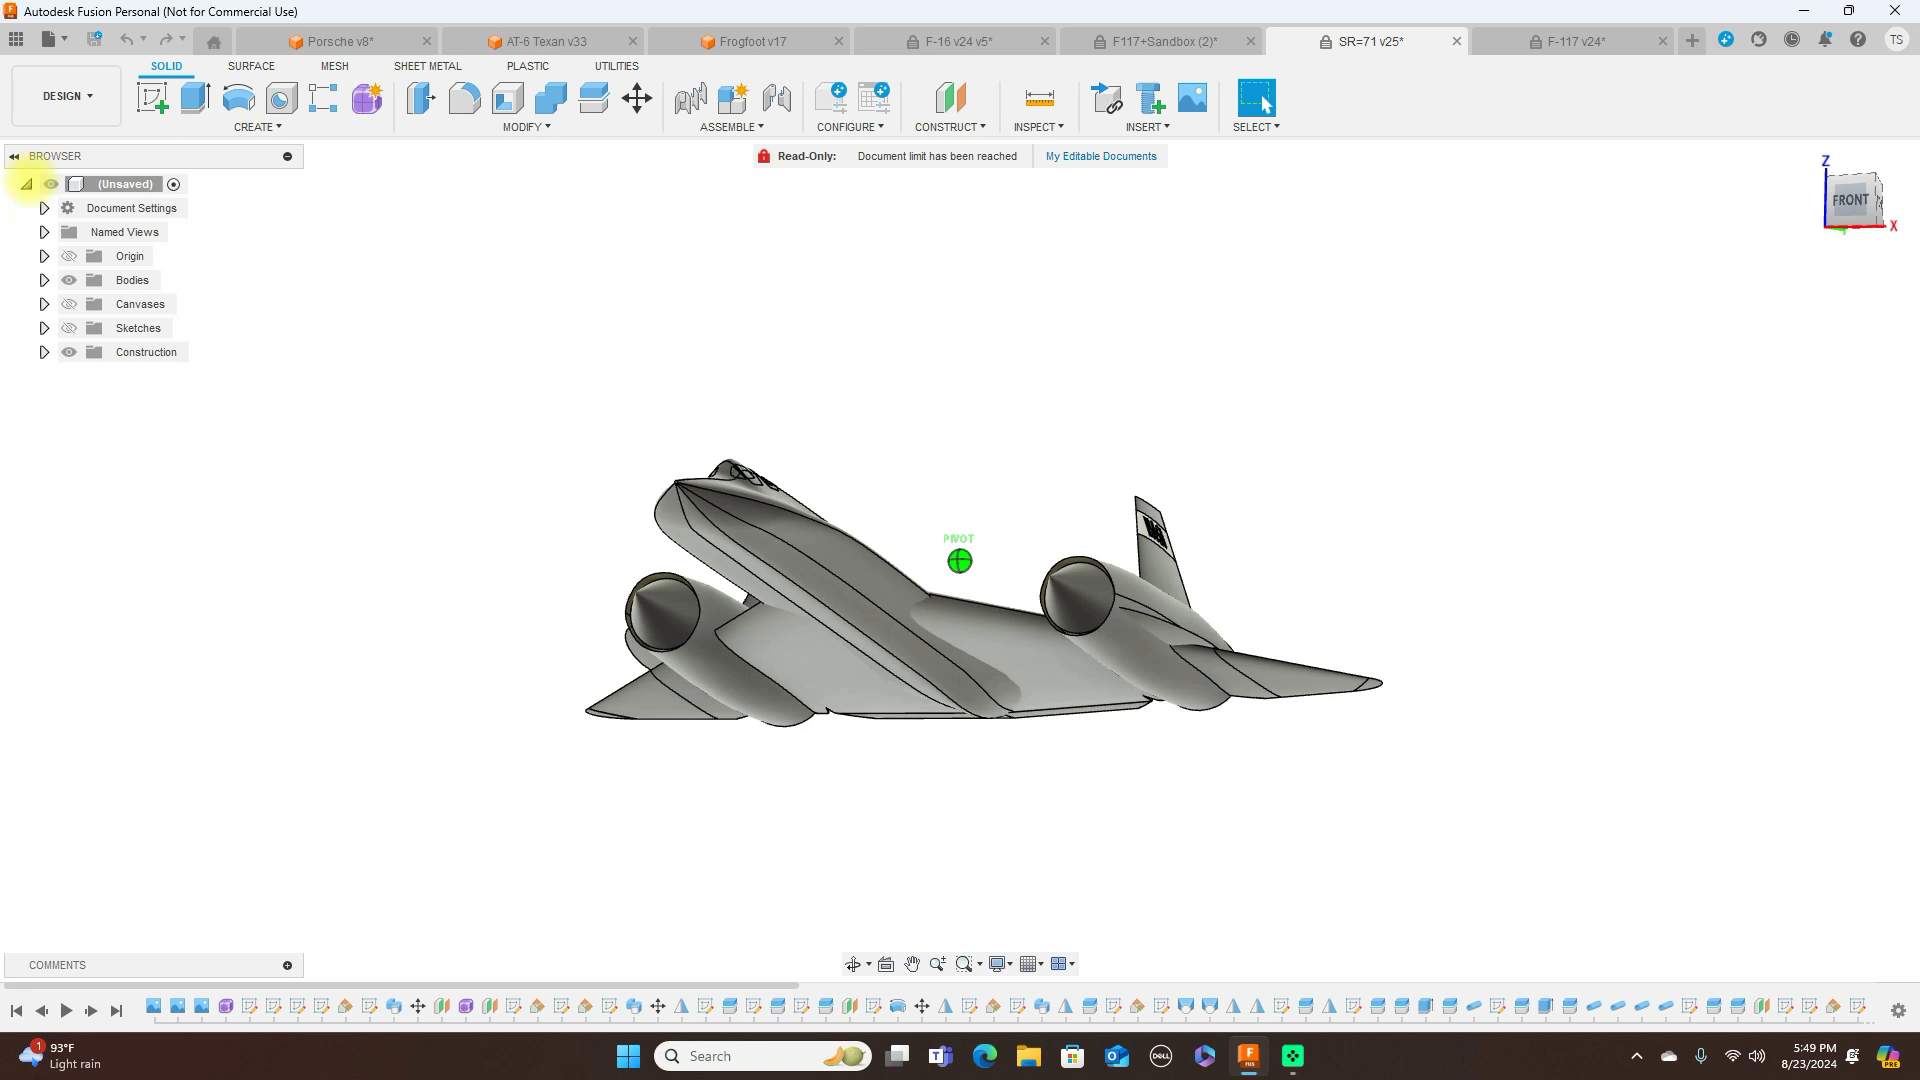 Autodesk Fusion Personal (Not for Commercial Use)
Porsche v8*
AT-6 Texan v33
Frogfoot v17
F-16 v24 v5*
F117+Sandbox (2)*
SR=71 v25*
F-117 v24*
TS
SOLID
SURFACE
MESH
SHEET METAL
PLASTIC
UTILITIES
DESIGN
CREATE
MODIFY
ASSEMBLE
CONFIGURE
CONSTRUCT
INSPECT
INSERT
SELECT
BROWSER
Read-Only: Document limit has been reached
My Editable Documents
(Unsaved)
Document Settings
Named Views
Origin
Bodies
Canvases
Sketches
Construction
Z
FRONT
X
PIVOT
COMMENTS
1
93°F
Light rain
Search
DELL
FUS
5:49 PM
8/23/2024
PRE